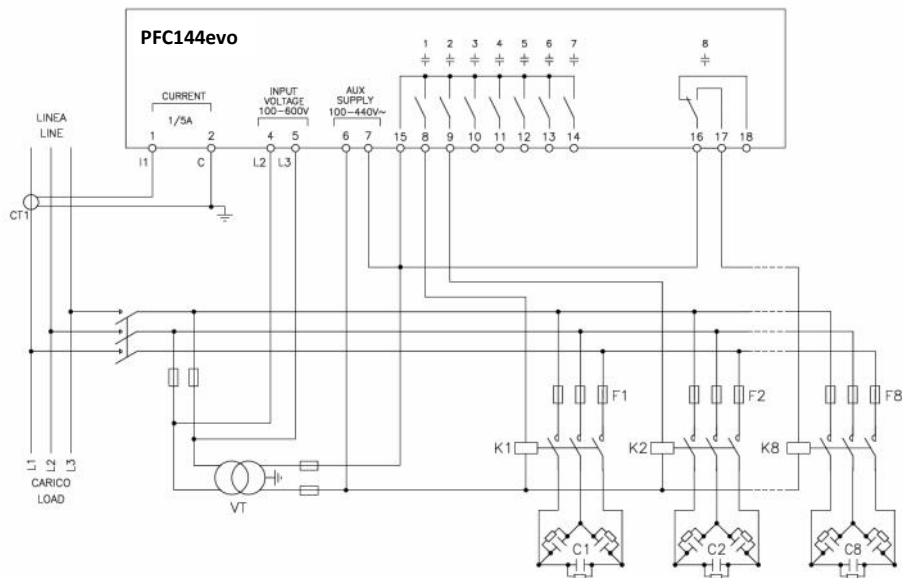 PFC144evo
1 2 3 4 5 6 7 8
CURRENT
1/5A
INPUT
VOLTAGE
100-600V
AUX
SUPPLY
100-440V~
LINEA
LINE
1 2 4 5 6 7 15 8 9 10 11 12 13 14 16 17 18
I1 C L2 L3
CT1
F1 F2 F8
K1 K2 K8
L1 L2 L3
CARICO
LOAD
VT
C1 C2 C8